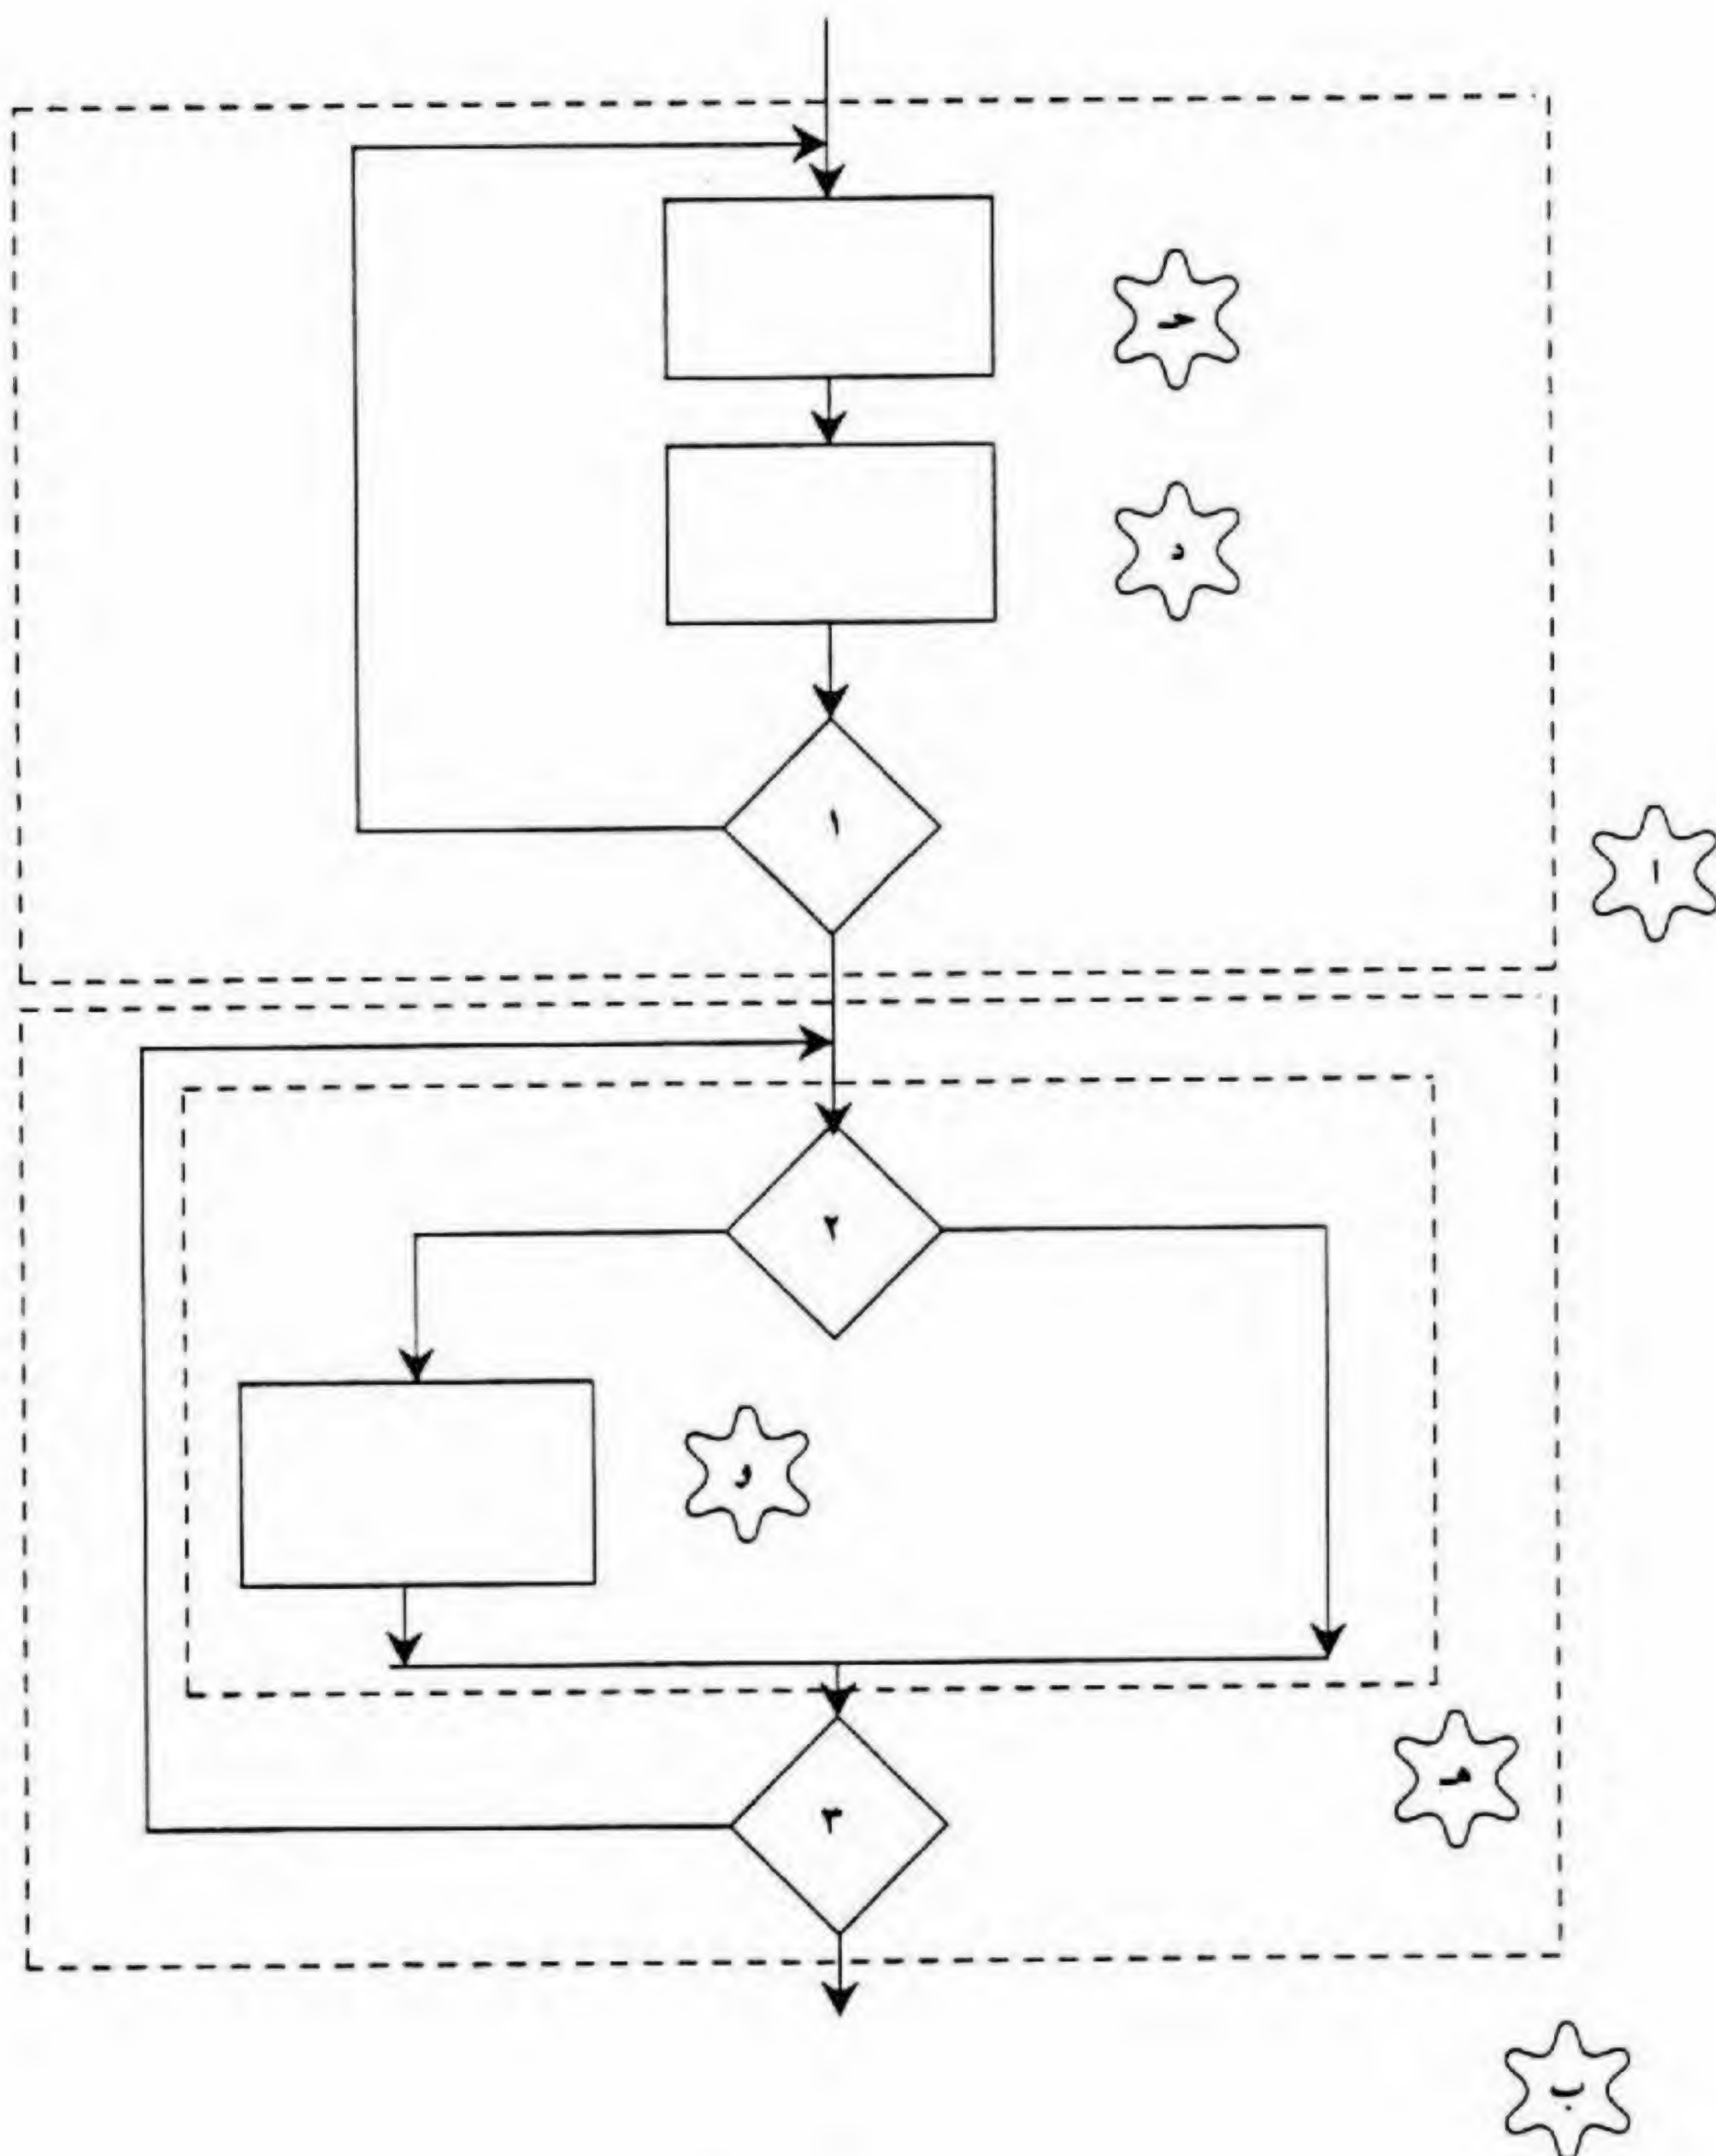 جـ
د
١
ا
٢
و
هـ
٣
ب